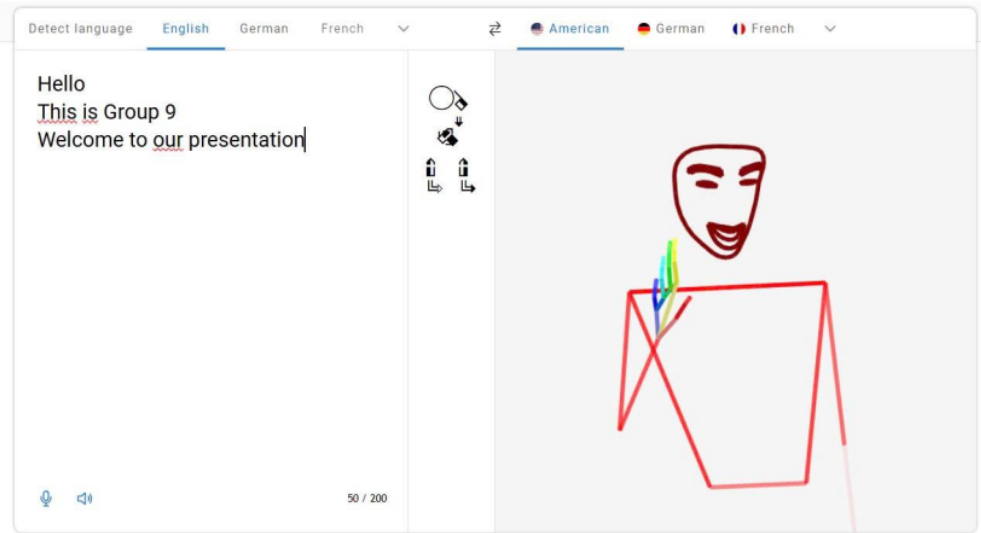 Detect language English German French American German French
Hello
This is Group 9
Welcome to our presentation
50 / 200